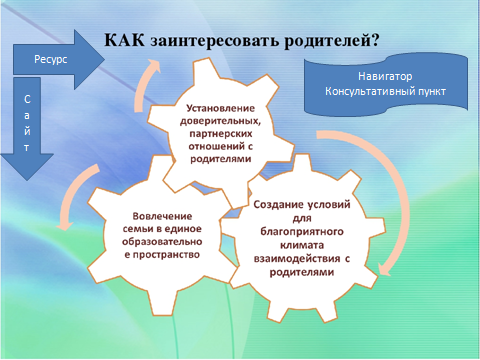 КАК заинтересовать родителей?
Ресурс
С
а
й
т
Навигатор
Консультативный пункт
Установление
доверительных,
партнерских
отношений с
родителями
Вовлечение
семьи в единое
образовательно
е пространство
Создание условий
для
благоприятного
климата
взаимодействия с
родителями